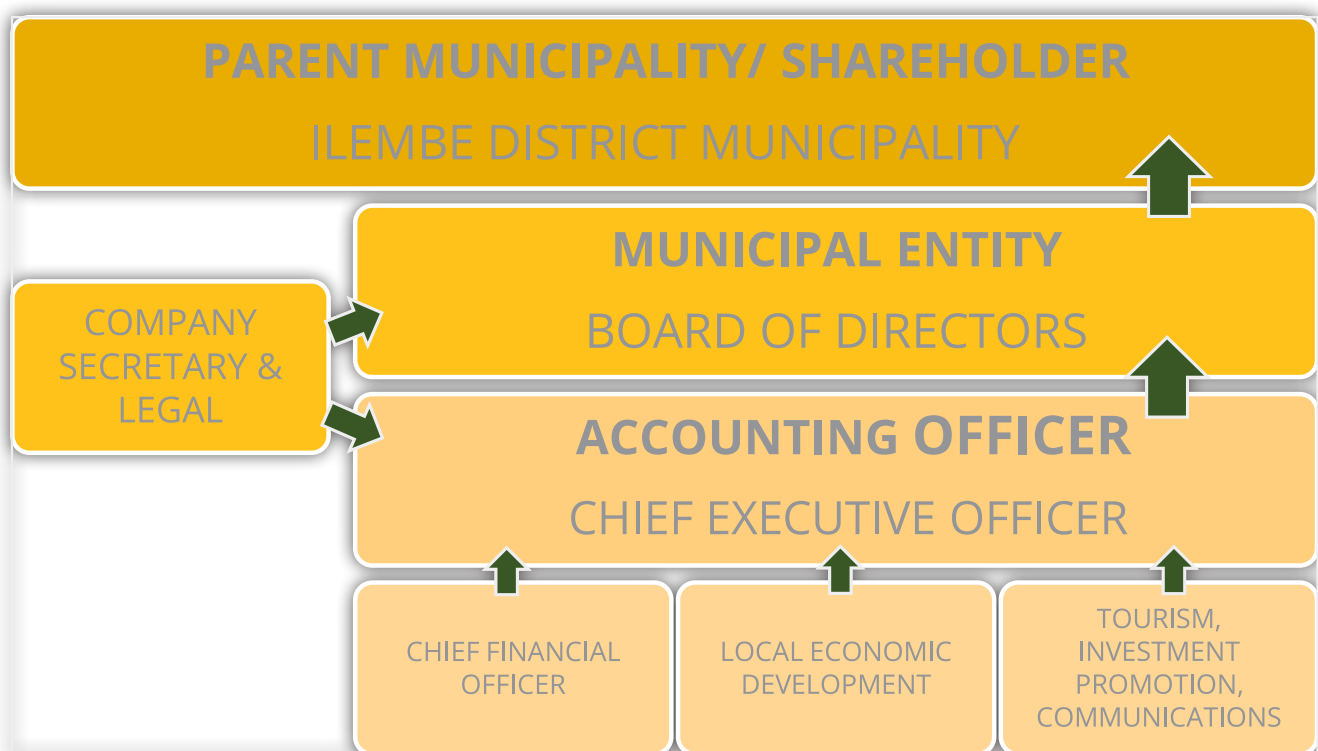 PARENT MUNICIPALITY/ SHAREHOLDER
ILEMBE DISTRICT MUNICIPALITY
MUNICIPAL ENTITY
BOARD OF DIRECTORS
COMPANY
SECRETARY &
LEGAL
ACCOUNTING OFFICER
CHIEF EXECUTIVE OFFICER
CHIEF FINANCIAL
OFFICER
LOCAL ECONOMIC
DEVELOPMENT
TOURISM,
INVESTMENT
PROMOTION,
COMMUNICATIONS